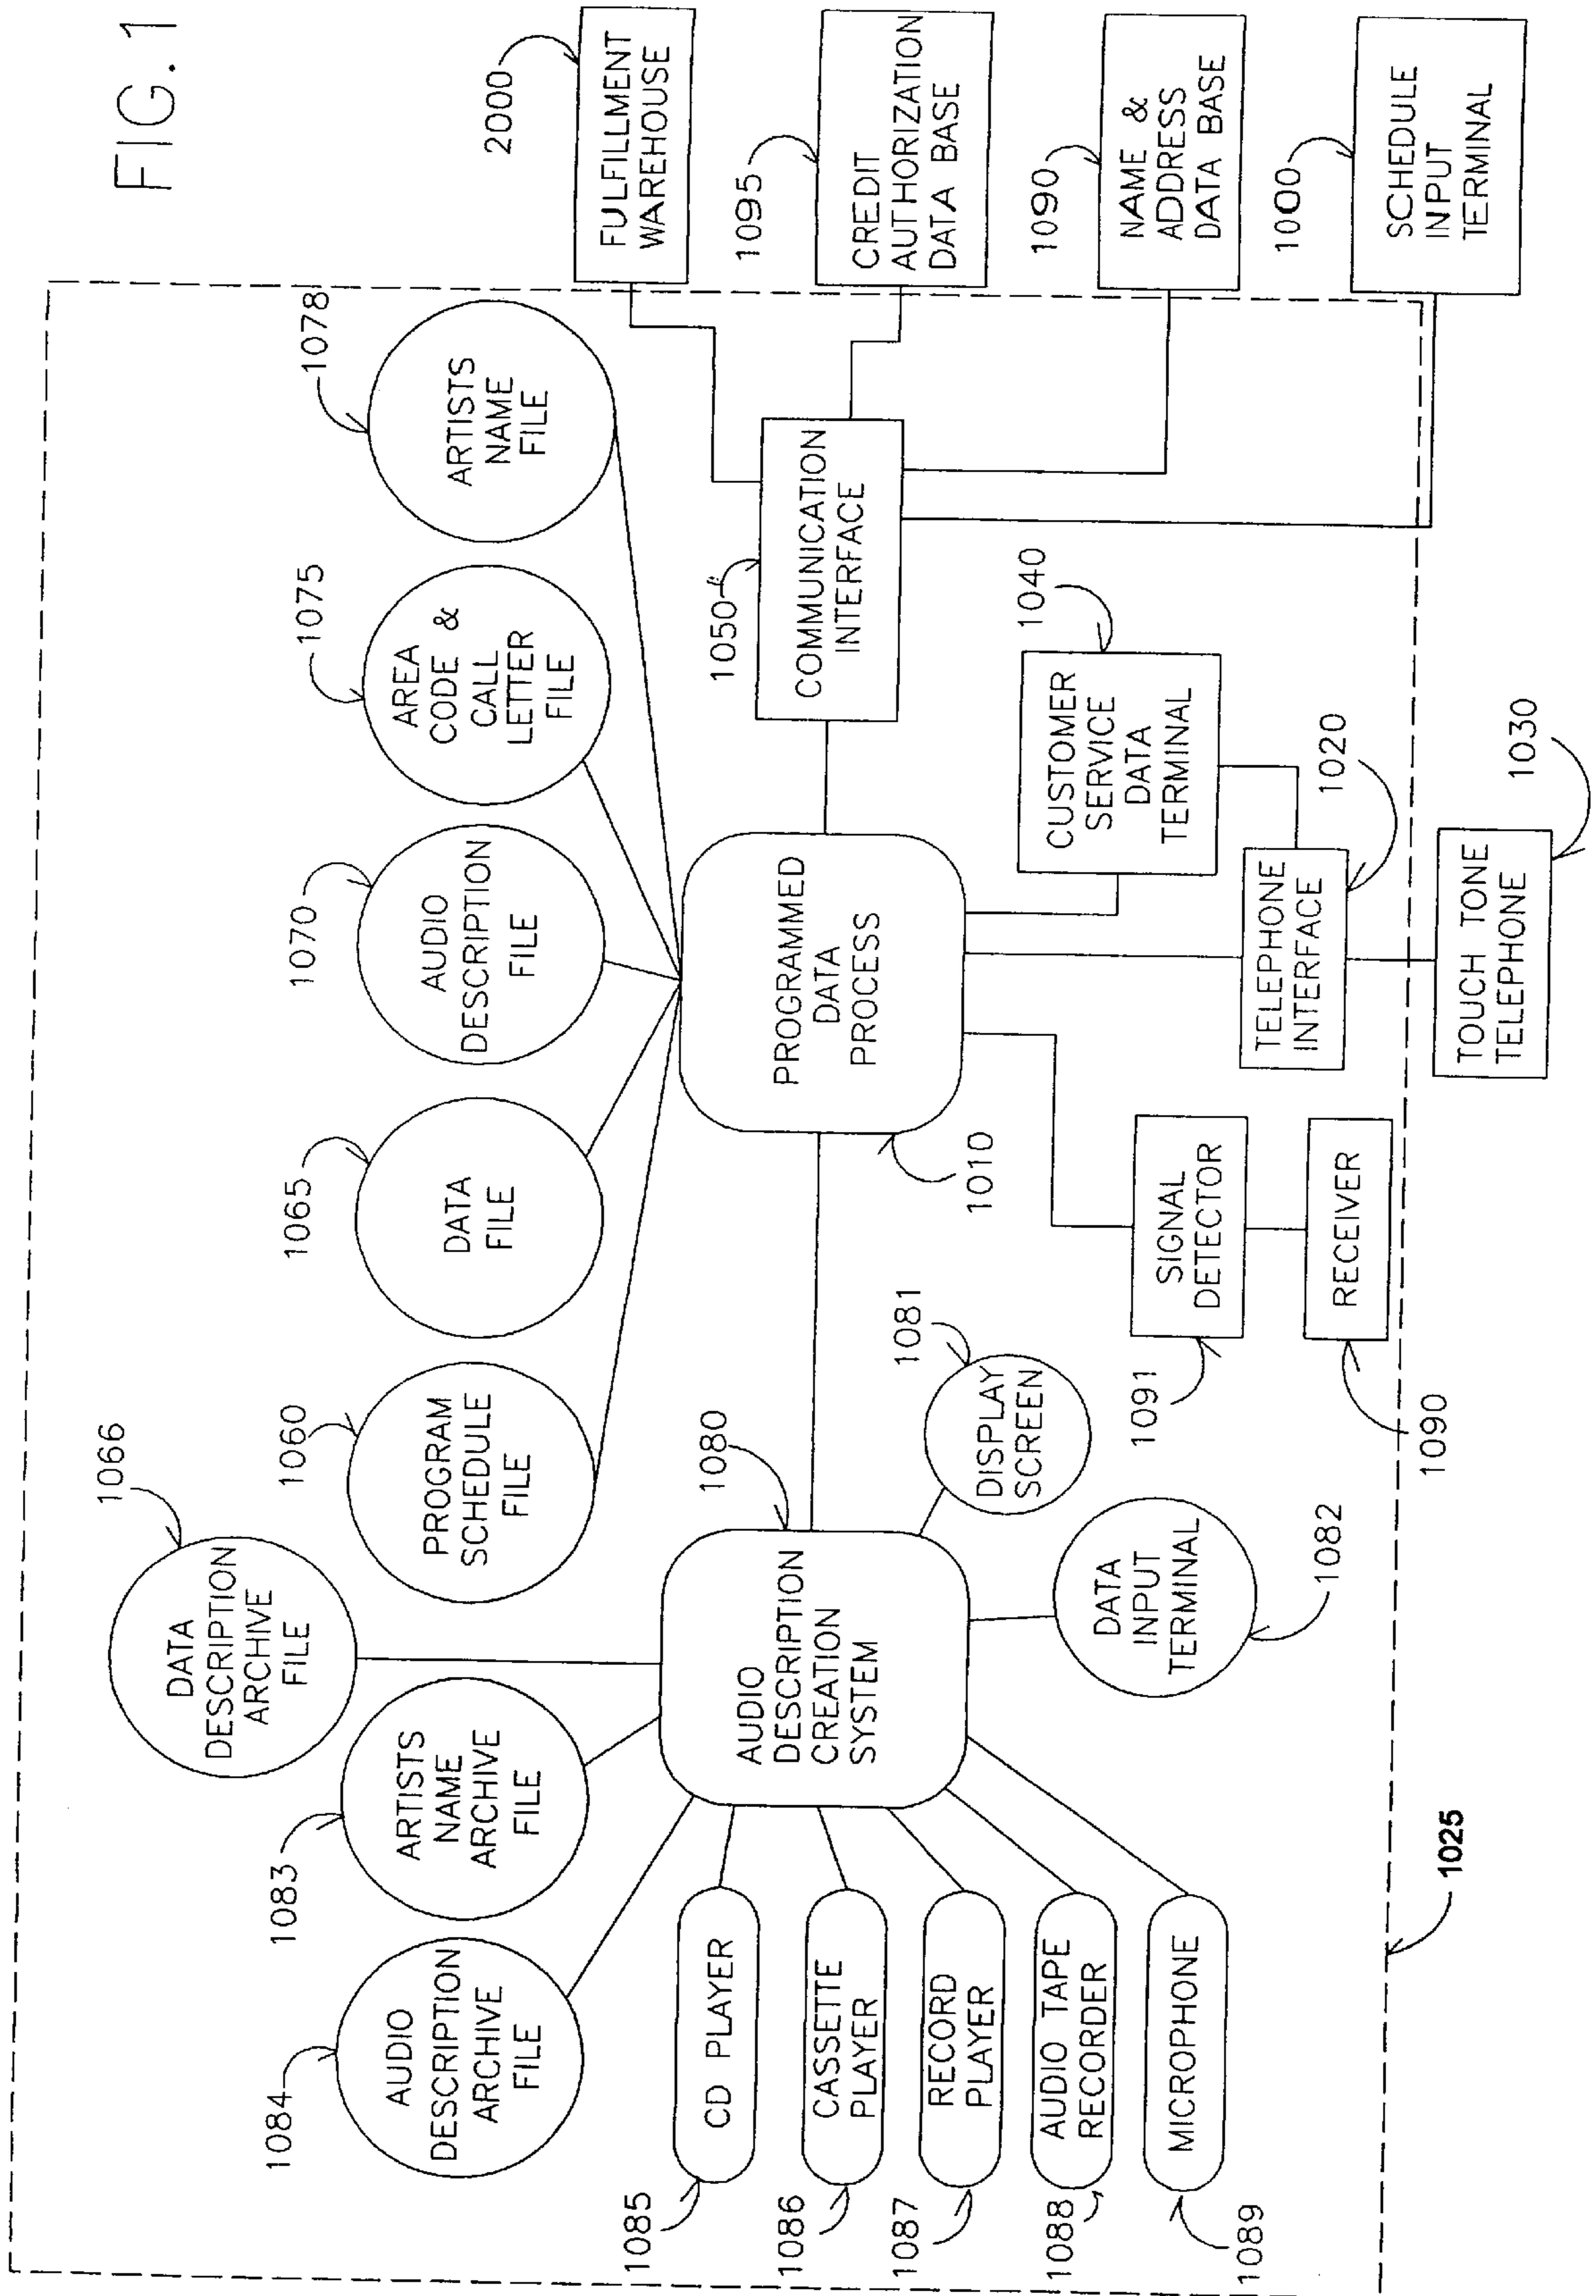 FIG. 1
1066
DATA
DESCRIPTION
ARCHIVE
FILE
1084
AUDIO
DESCRIPTION
ARCHIVE
FILE
1083
ARTISTS
NAME
ARCHIVE
FILE
1060
PROGRAM
SCHEDULE
FILE
1065
DATA
FILE
1070
AUDIO
DESCRIPTION
FILE
1075
AREA
CODE &
CALL
LETTER
FILE
1078
ARTISTS
NAME
FILE
2000
FULFILLMENT
WAREHOUSE
1095
CREDIT
AUTHORIZATION
DATA BASE
1090
NAME &
ADDRESS
DATA BASE
1000
SCHEDULE
INPUT
TERMINAL
1050
COMMUNICATION
INTERFACE
1010
PROGRAMMED
DATA
PROCESS
1080
AUDIO
DESCRIPTION
CREATION
SYSTEM
1081
DISPLAY
SCREEN
1082
DATA
INPUT
TERMINAL
1085
CD PLAYER
1086
CASSETTE
PLAYER
1087
RECORD
PLAYER
1088
AUDIO TAPE
RECORDER
1089
MICROPHONE
1091
SIGNAL
DETECTOR
1090
RECEIVER
1040
CUSTOMER
SERVICE
DATA
TERMINAL
1020
TELEPHONE
INTERFACE
1030
TOUCH TONE
TELEPHONE
1025